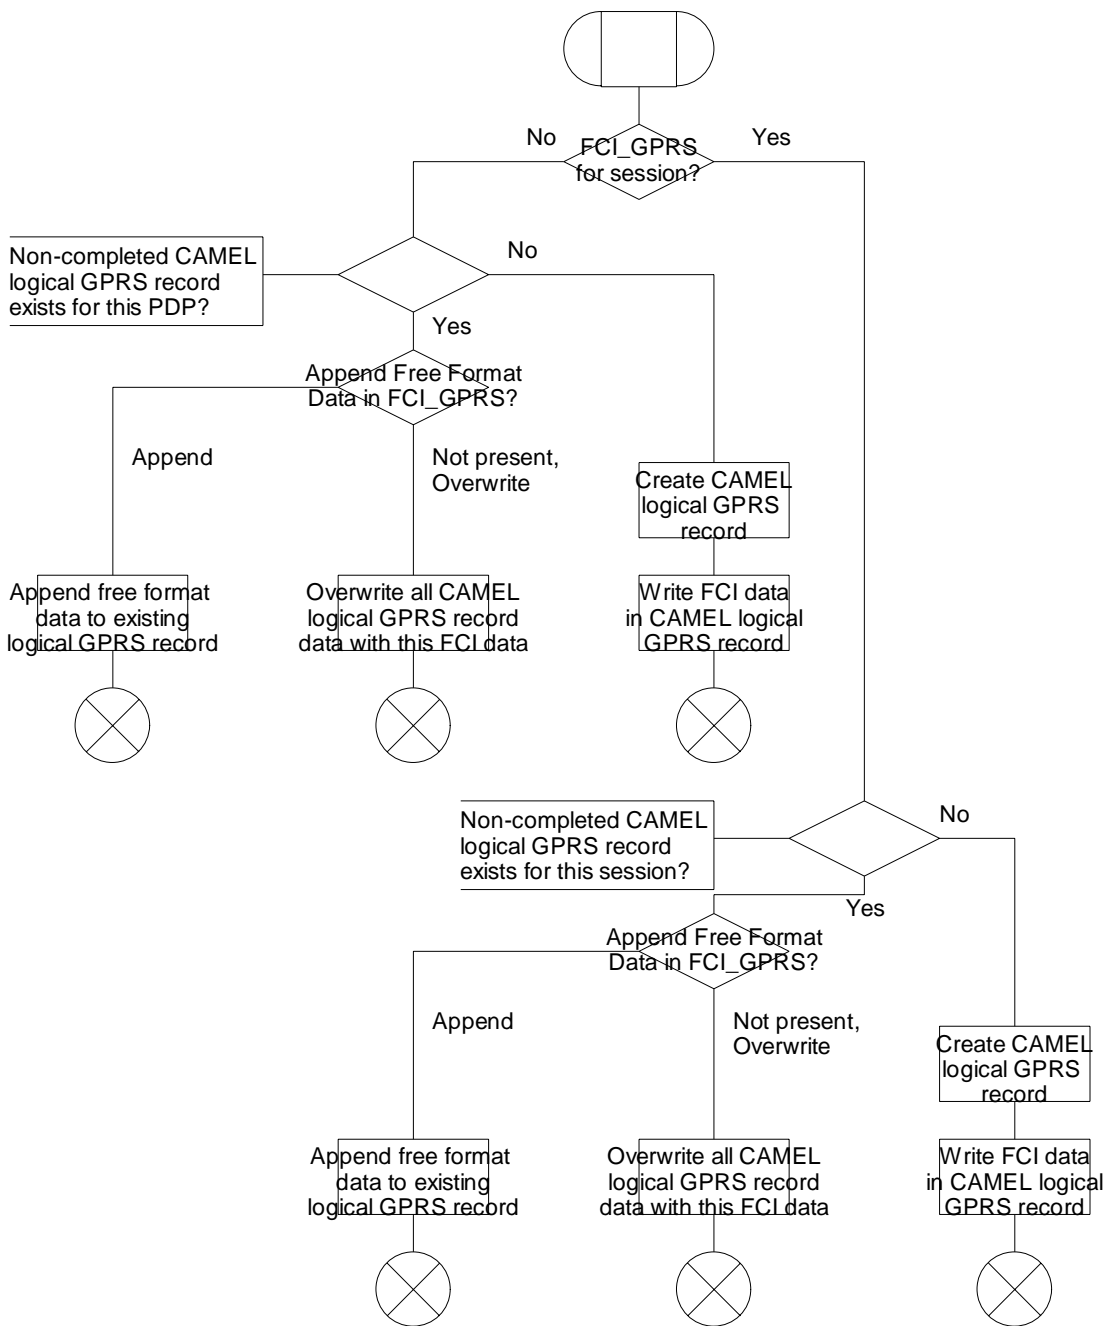 No
Yes
FCI_GPRS
for session?
Non-completed CAMEL
logical GPRS record
exists for this PDP?
No
Yes
Append Free Format
Data in FCI_GPRS?
Append
Not present,
Overwrite
Create CAMEL
logical GPRS
record
Append free format
data to existing
logical GPRS record
Overwrite all CAMEL
logical GPRS record
data with this FCI data
Write FCI data
in CAMEL logical
GPRS record
Non-completed CAMEL
logical GPRS record
exists for this session?
No
Yes
Append Free Format
Data in FCI_GPRS?
Append
Not present,
Overwrite
Create CAMEL
logical GPRS
record
Append free format
data to existing
logical GPRS record
Overwrite all CAMEL
logical GPRS record
data with this FCI data
Write FCI data
in CAMEL logical
GPRS record